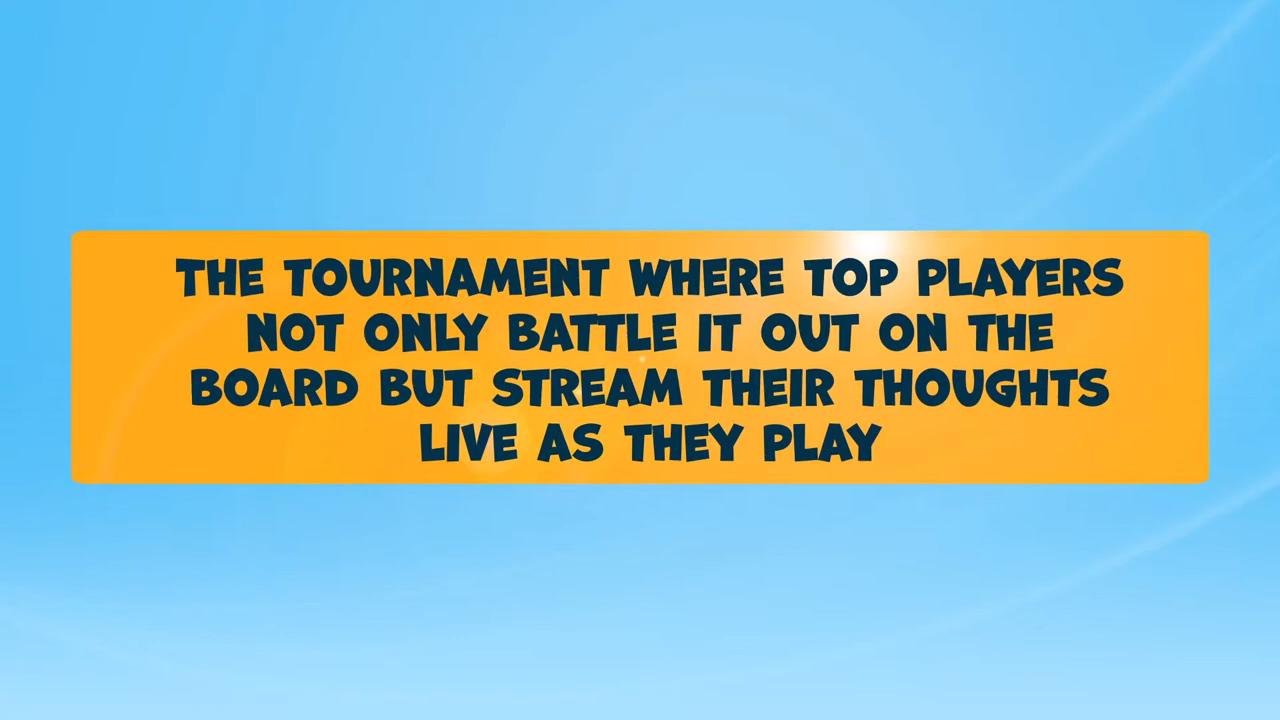 THE TOURNAMENT WHERE TOP PLAYERS
NOT ONLY BATTLE IT OUT ON THE
BOARD BUT STREAM THEIR THOUGHTS
LIVE AS THEY PLAY